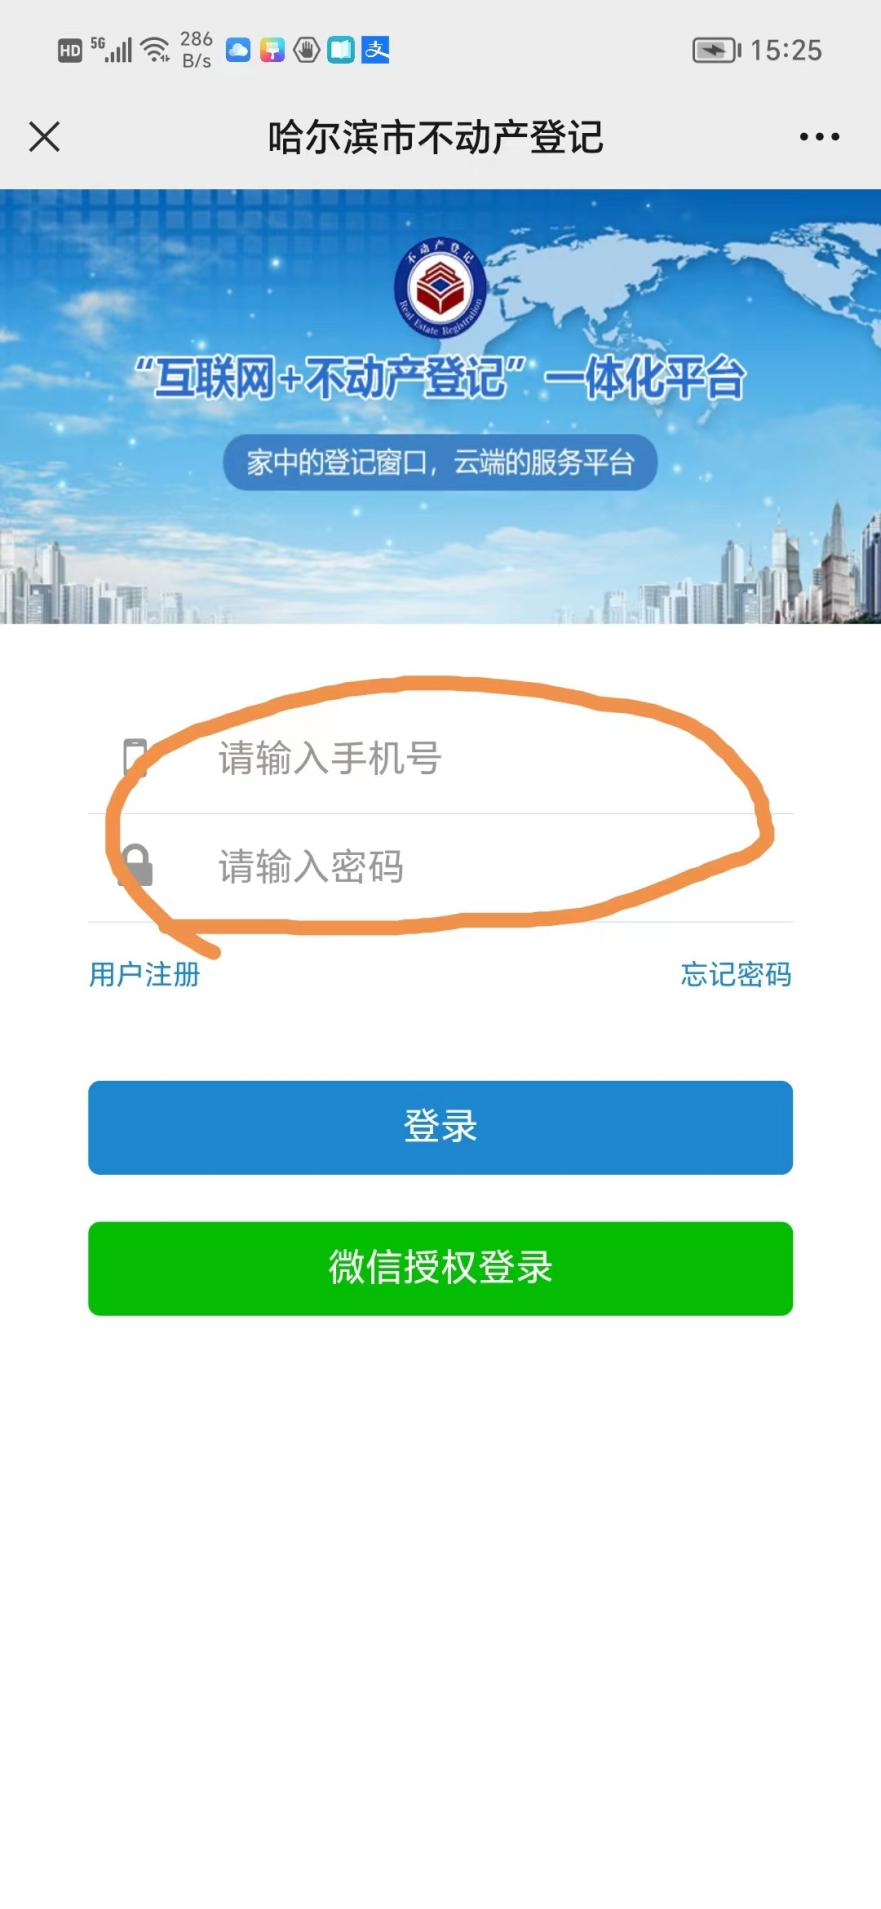 HD 5G 286 B/s 支 15:25
哈尔滨市不动产登记
不动产登记
Real Estate Registration
“互联网+不动产登记”一体化平台
家中的登记窗口，云端的服务平台
请输入手机号
请输入密码
用户注册 忘记密码
登录
微信授权登录